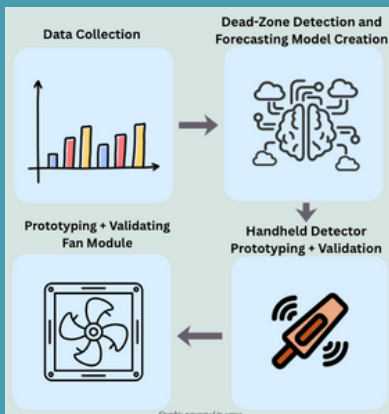 Data Collection
Dead-Zone Detection and
Forecasting Model Creation
Handheld Detector
Prototyping + Validation
Prototyping + Validating
Fan Module